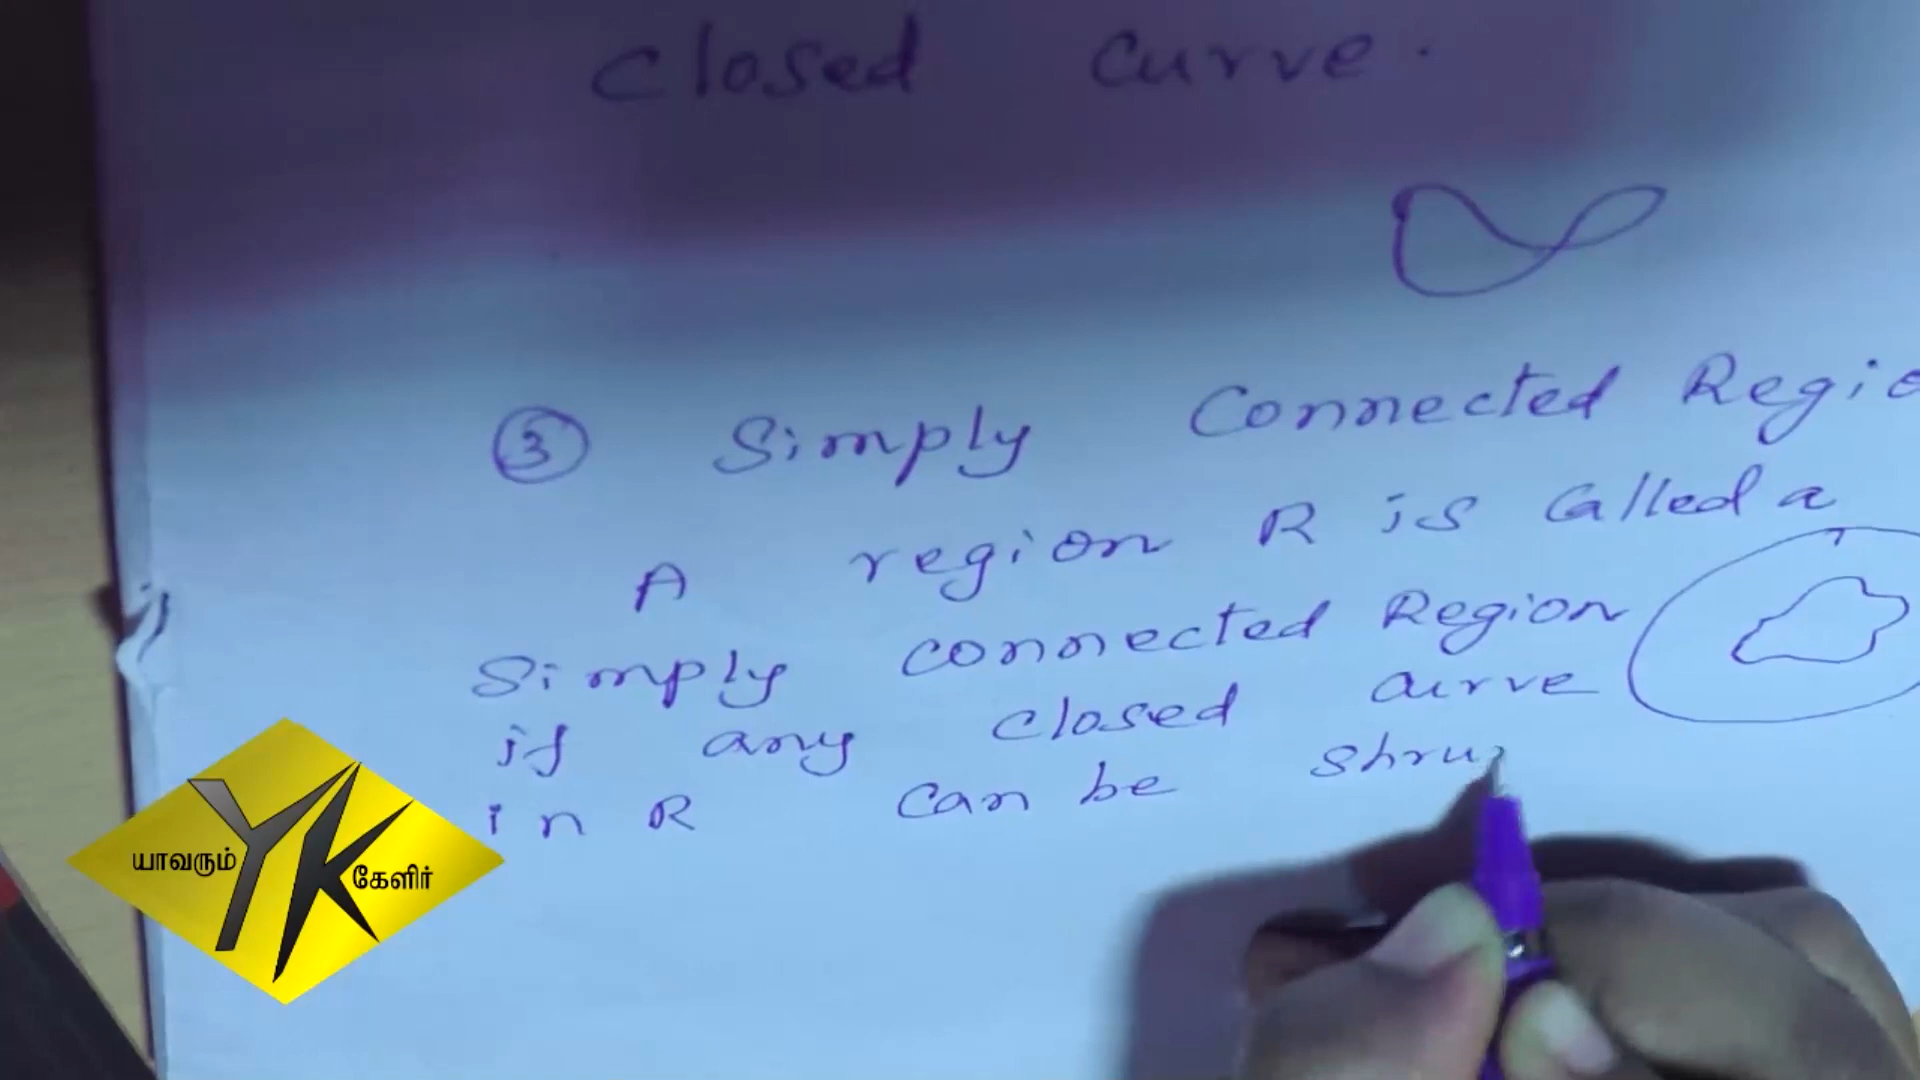 closed curve.
③ Simply Connected Regio
A region R is Called a
Simply connected Region
if any closed curve
in R can be shru
யாவரும் YK கேளிர்